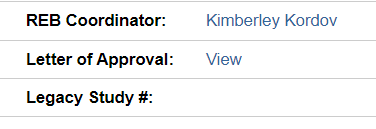 REB Coordinator: Kimberley Kordov
Letter of Approval: View
Legacy Study #: